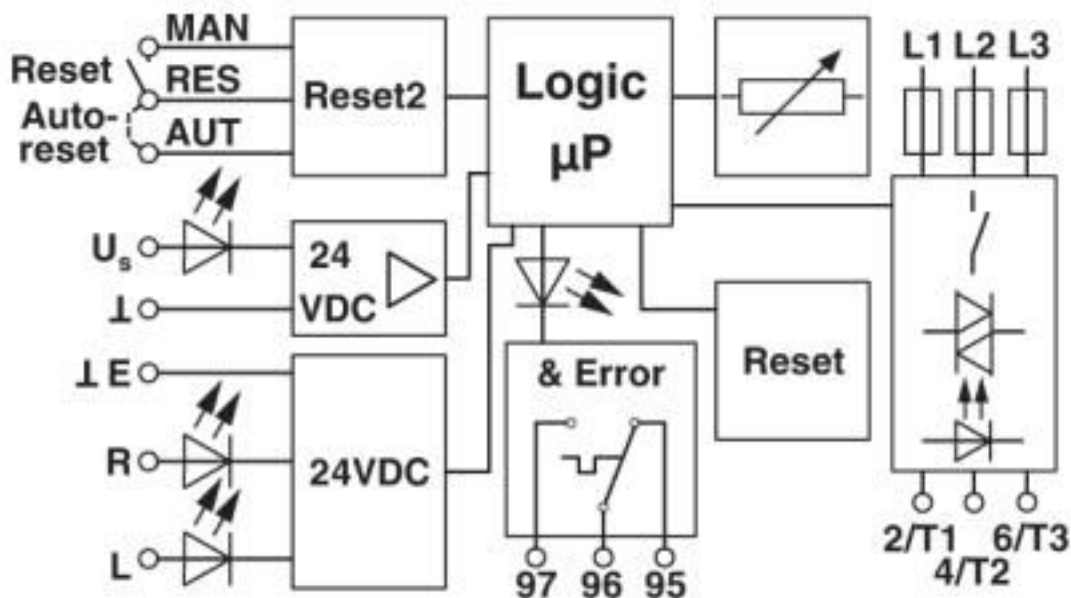 MAN
Reset
RES
Auto-
reset
AUT
Reset2
Logic
µP
L1 L2 L3
Us
⊥
24
VDC
⊥ E
R
L
24VDC
& Error
97 96 95
Reset
2/T1
4/T2
6/T3